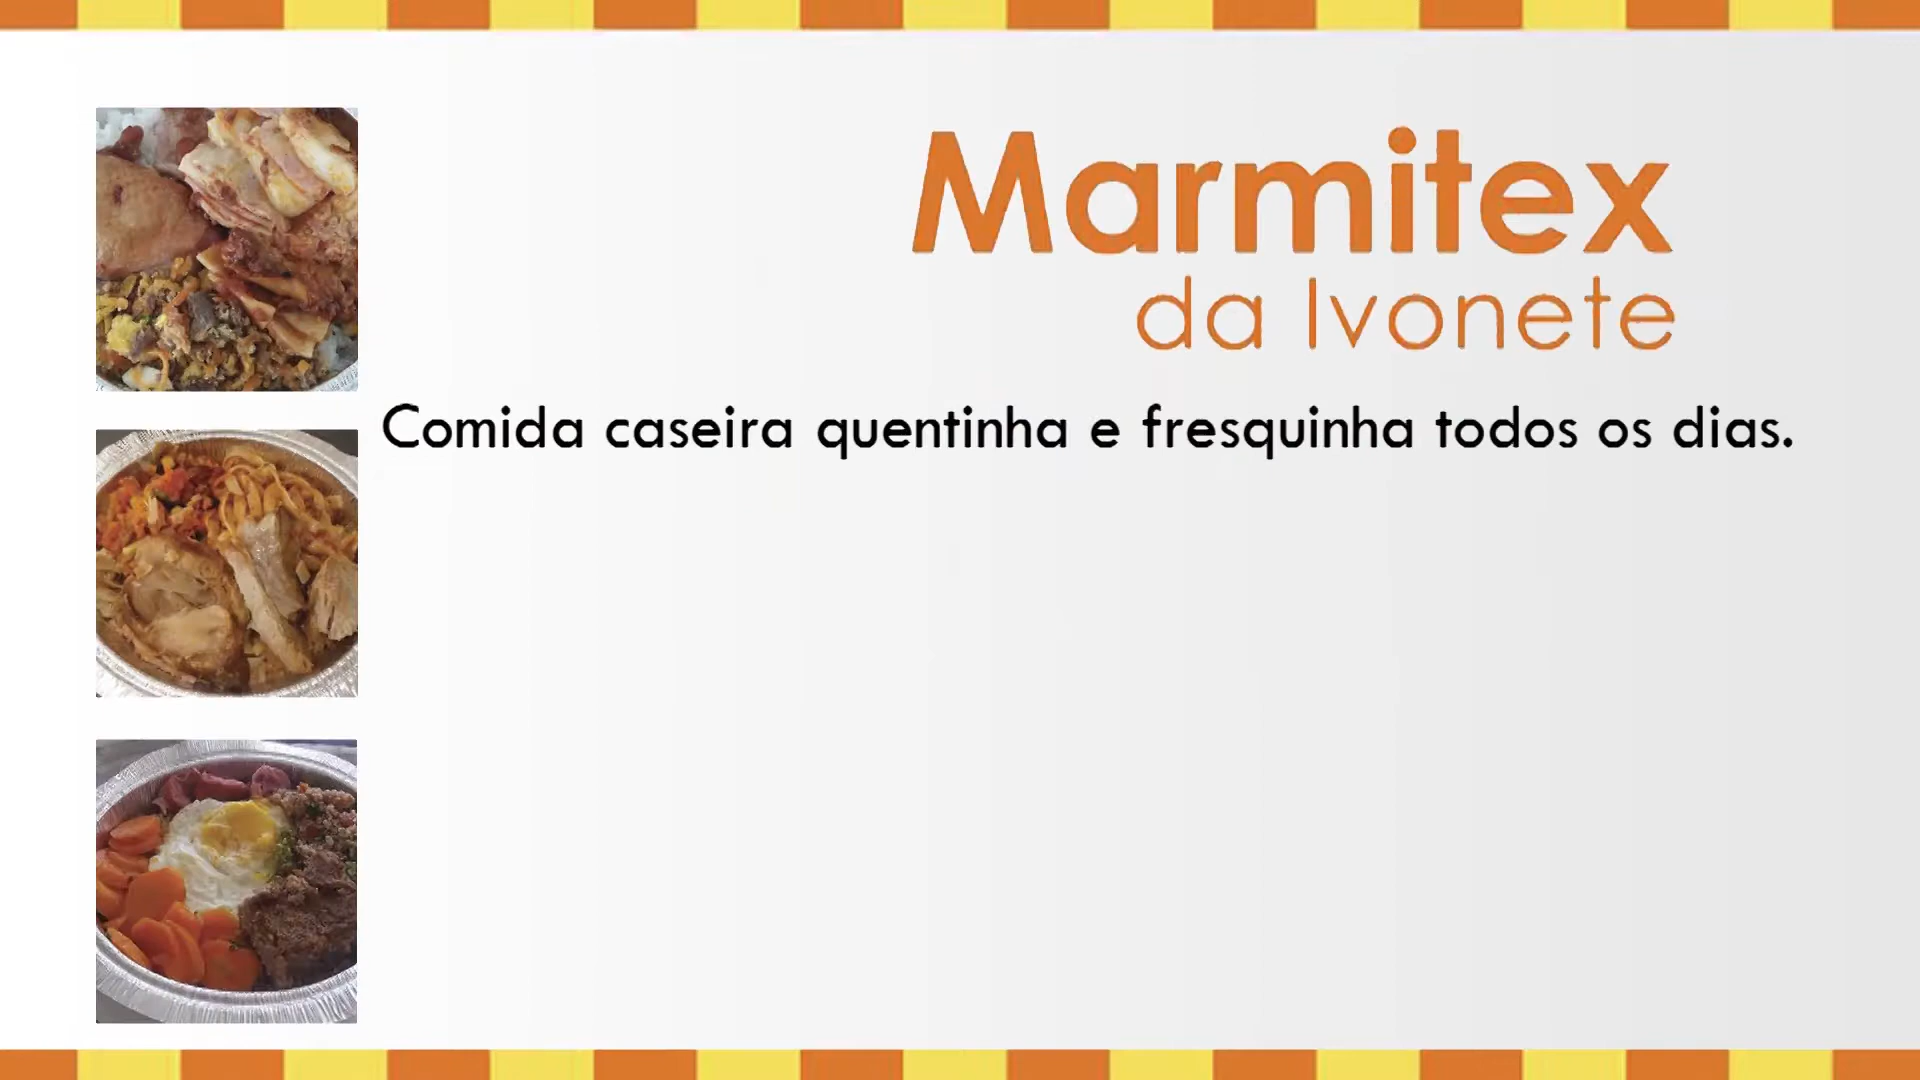 Marmitex
da Ivonete
Comida caseira quentinha e fresquinha todos os dias.